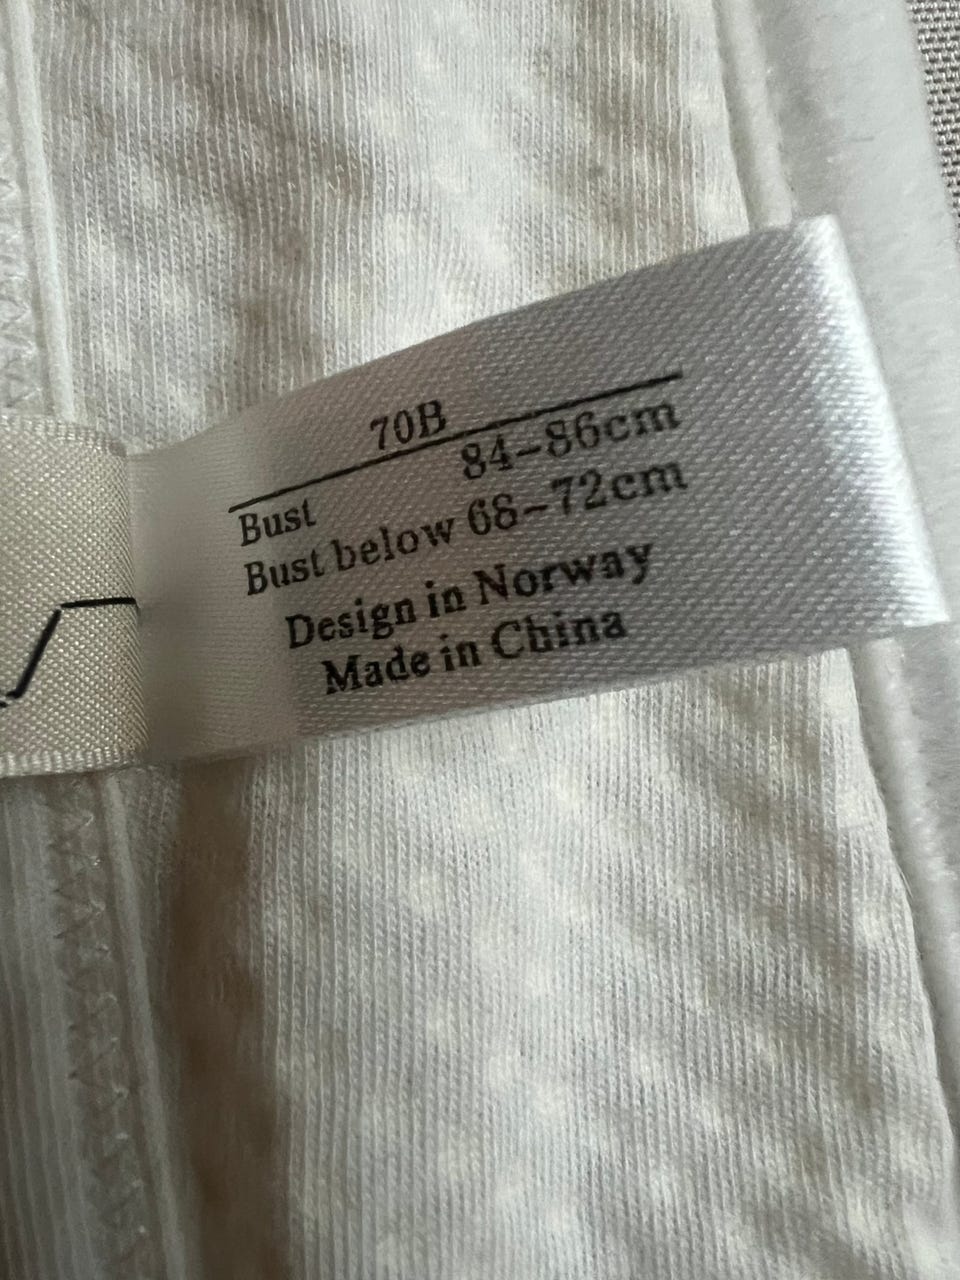 70B
Bust 84-86cm
Bust below 68-72cm
Design in Norway
Made in China